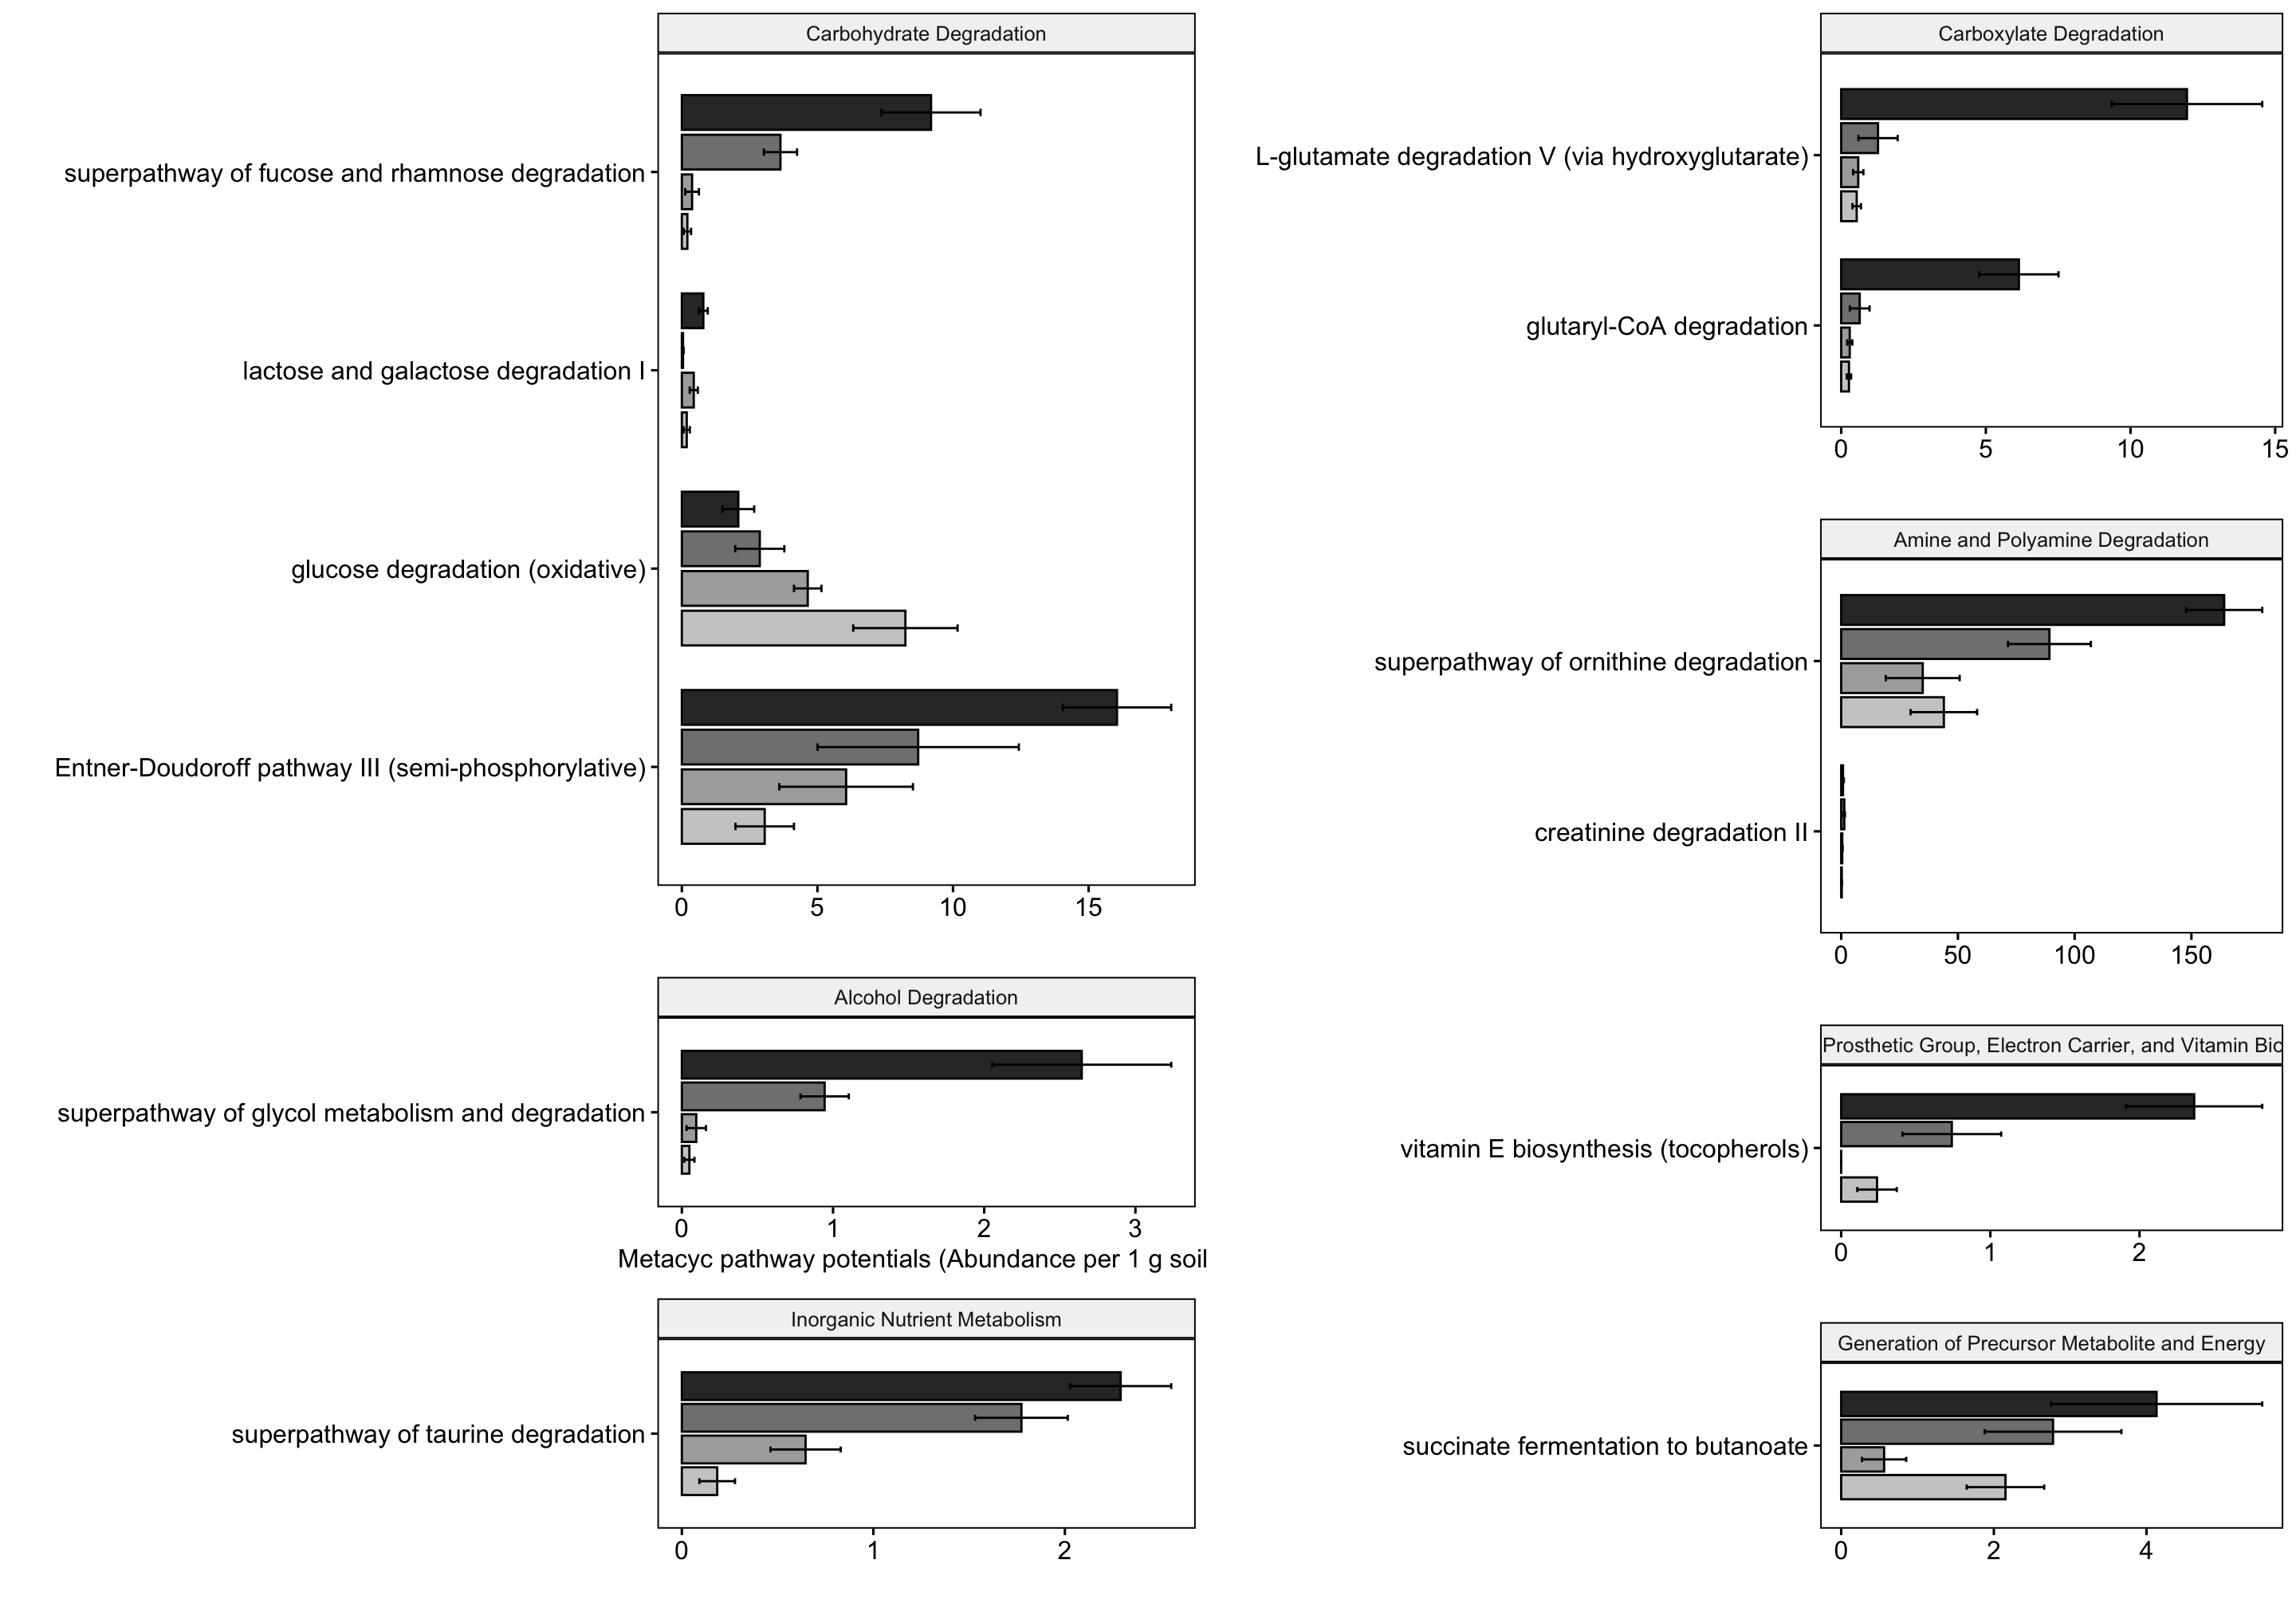 Carbohydrate Degradation
superpathway of fucose and rhamnose degradation
lactose and galactose degradation I
glucose degradation (oxidative)
Entner-Doudoroff pathway III (semi-phosphorylative)
0 5 10 15
Alcohol Degradation
superpathway of glycol metabolism and degradation
0 1 2 3
Metacyc pathway potentials (Abundance per 1 g soil
Inorganic Nutrient Metabolism
superpathway of taurine degradation
0 1 2
Carboxylate Degradation
L-glutamate degradation V (via hydroxyglutarate)
glutaryl-CoA degradation
0 5 10 15
Amine and Polyamine Degradation
superpathway of ornithine degradation
creatinine degradation II
0 50 100 150
Prosthetic Group, Electron Carrier, and Vitamin Bio
vitamin E biosynthesis (tocopherols)
0 1 2
Generation of Precursor Metabolite and Energy
succinate fermentation to butanoate
0 2 4